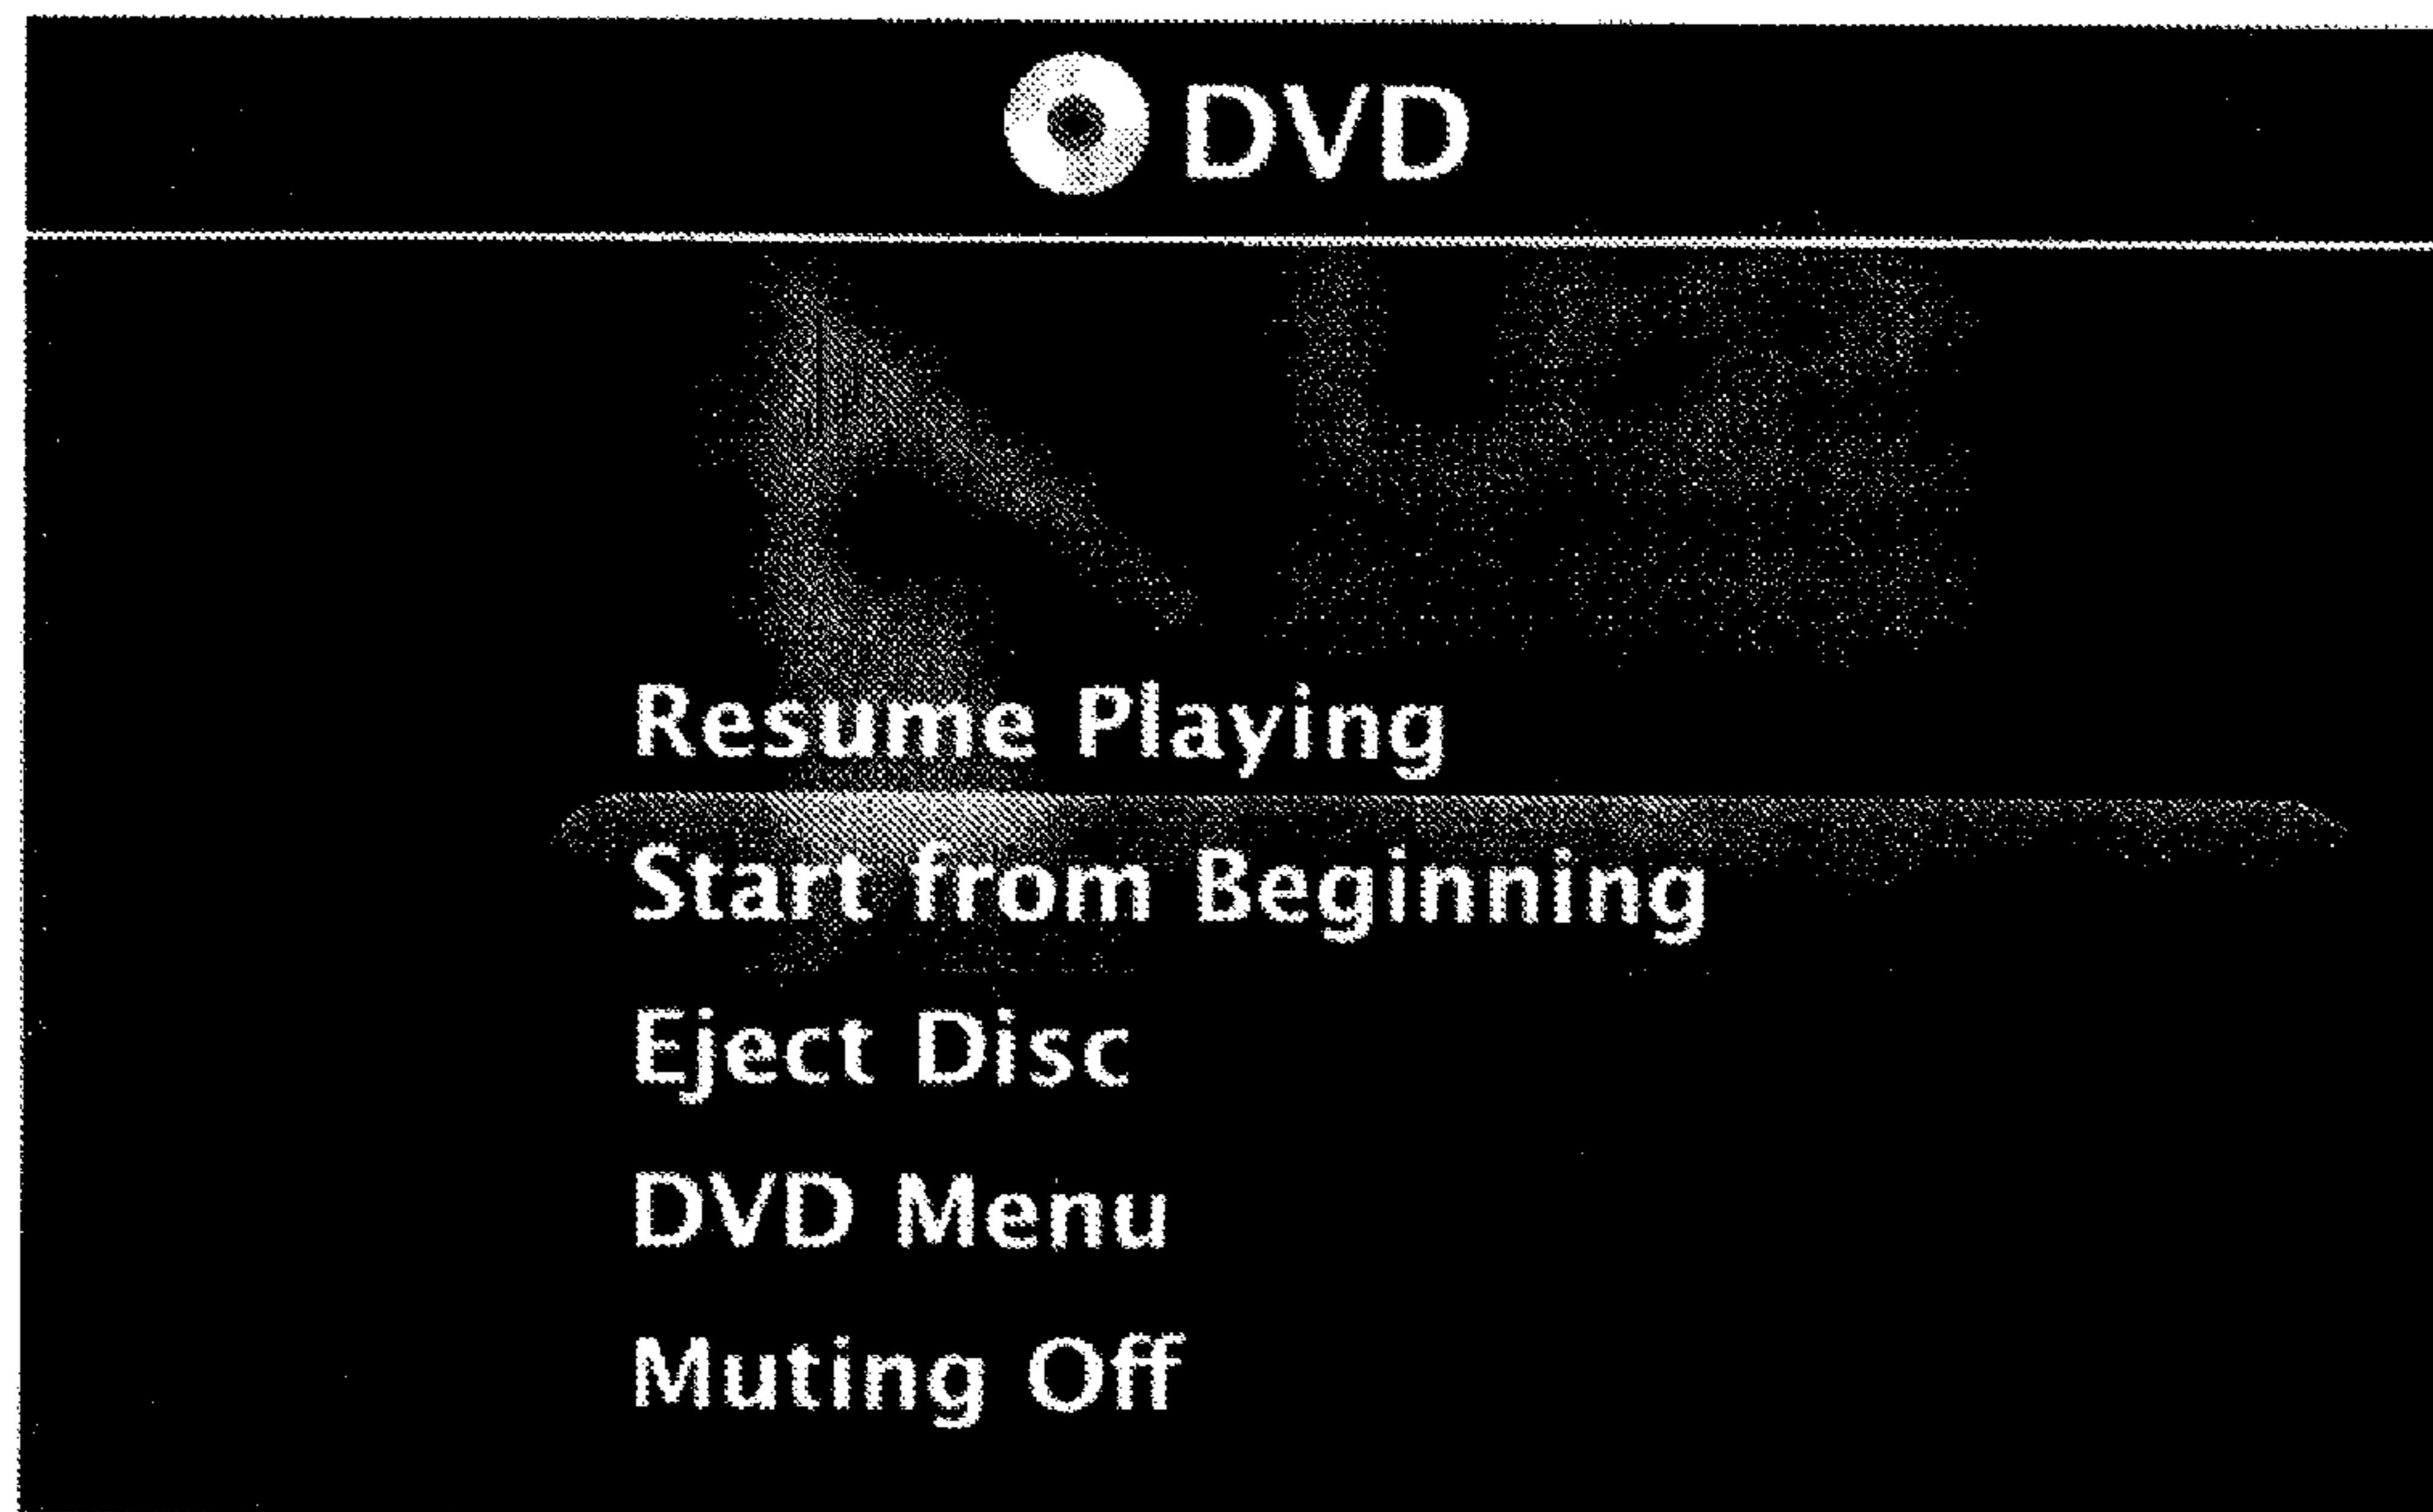 DVD
Resume Playing
Start from Beginning
Eject Disc
DVD Menu
Muting Off